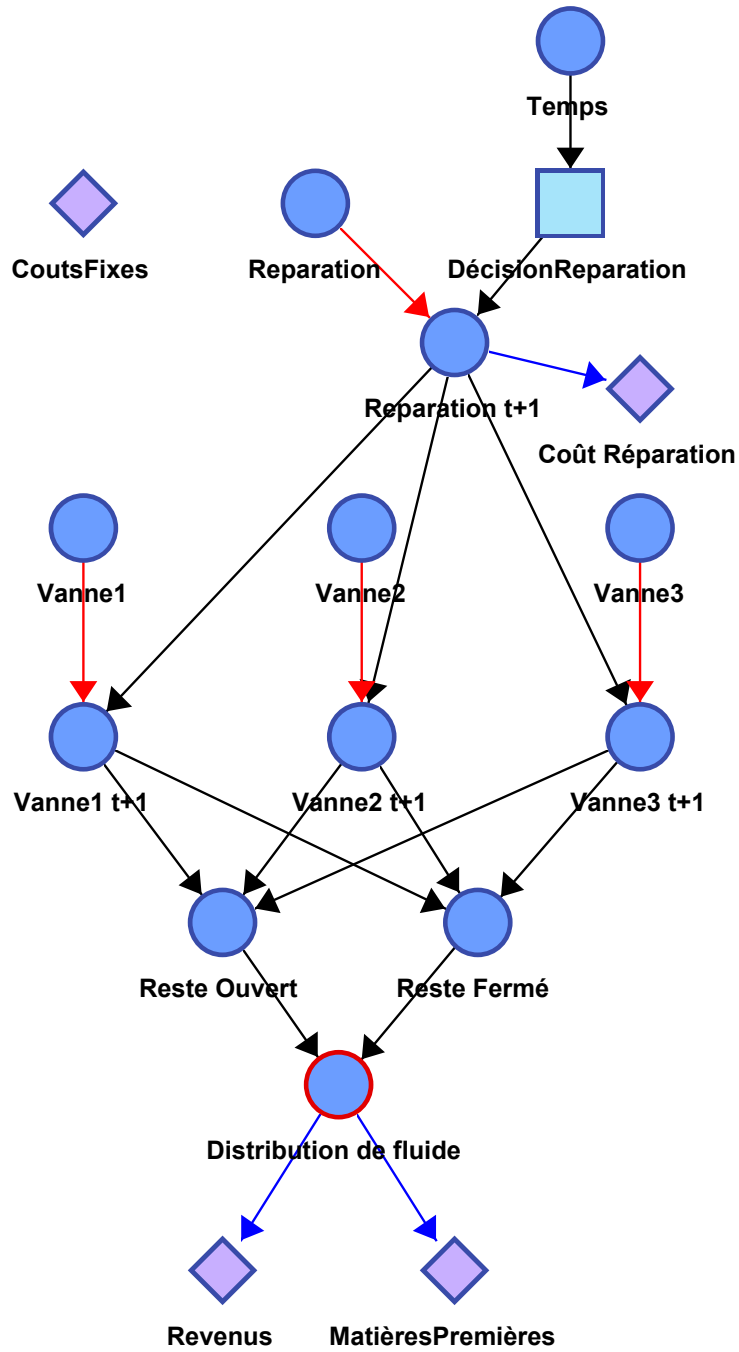 Temps
CoutsFixes
Reparation
DécisionReparation
Reparation t+1
Coût Réparation
Vanne1
Vanne2
Vanne3
Vanne1 t+1
Vanne2 t+1
Vanne3 t+1
Reste Ouvert
Reste Fermé
Distribution de fluide
Revenus
MatièresPremières